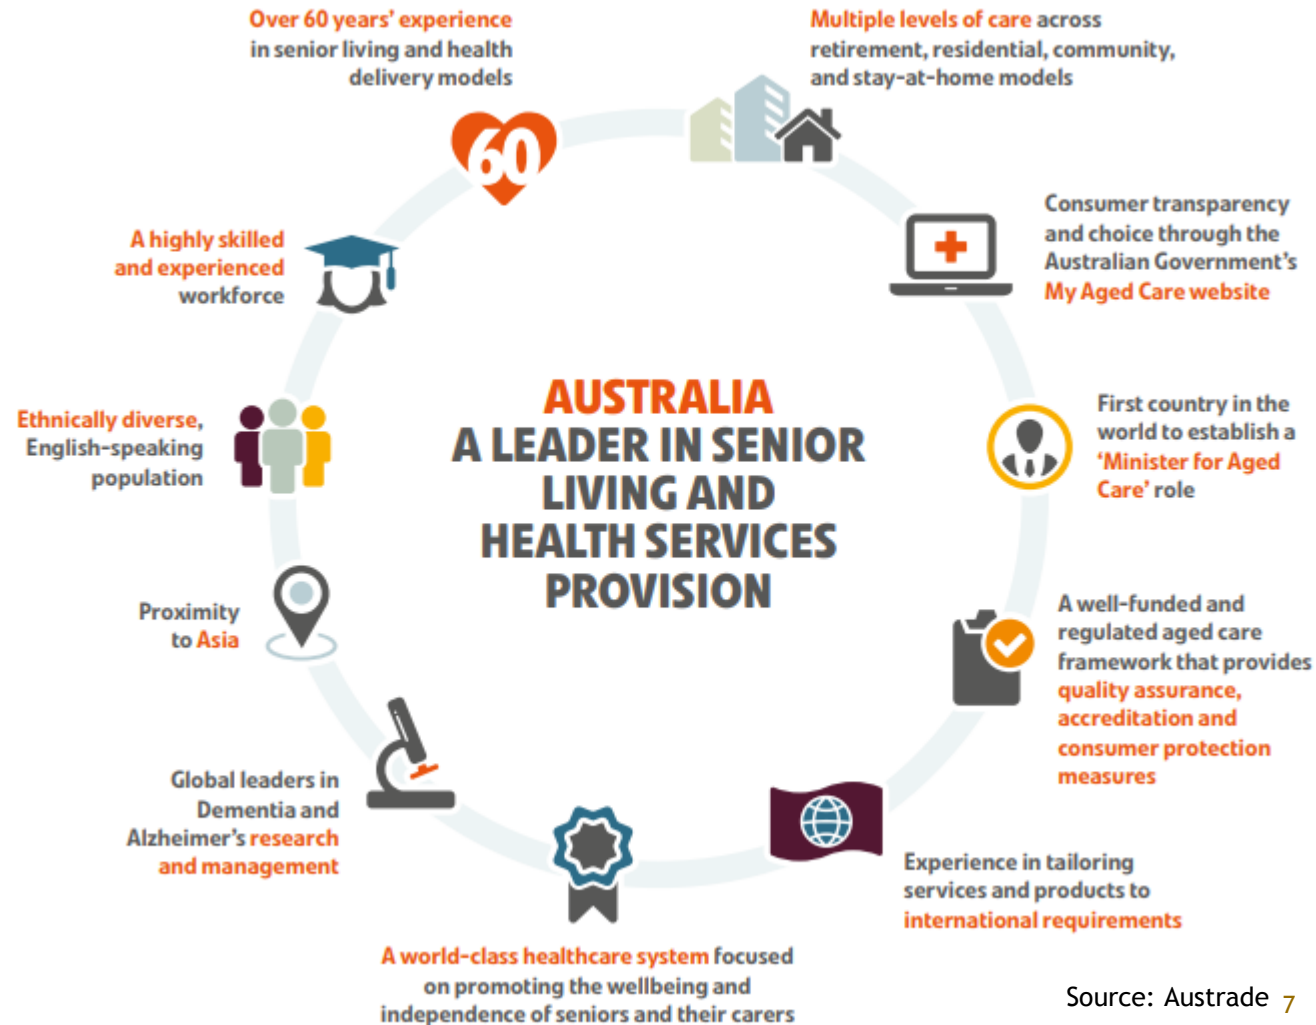 Over 60 years' experience
in senior living and health
delivery models
60
Multiple levels of care across
retirement, residential, community,
and stay-at-home models
Consumer transparency
and choice through the
Australian Government's
My Aged Care website
First country in the
world to establish a
'Minister for Aged
Care' role
A well-funded and
regulated aged care
framework that provides
quality assurance,
accreditation and
consumer protection
measures
Experience in tailoring
services and products to
international requirements
A world-class healthcare system focused
on promoting the wellbeing and
independence of seniors and their carers
Global leaders in
Dementia and
Alzheimer's research
and management
Proximity
to Asia
Ethnically diverse,
English-speaking
population
A highly skilled
and experienced
workforce
AUSTRALIA
A LEADER IN SENIOR
LIVING AND
HEALTH SERVICES
PROVISION
Source: Austrade 7